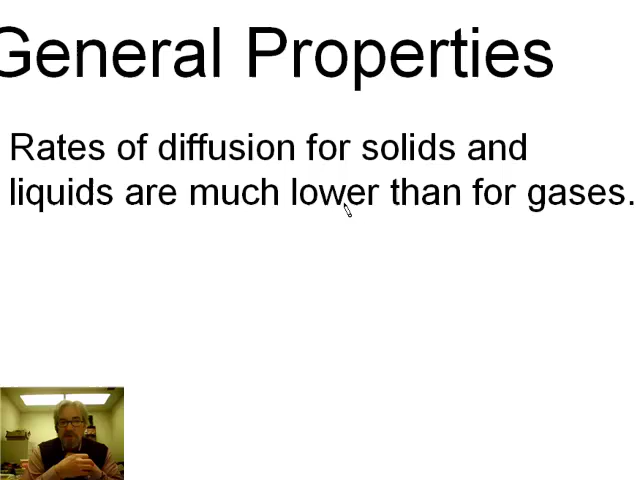 General Properties
Rates of diffusion for solids and
liquids are much lower than for gases.